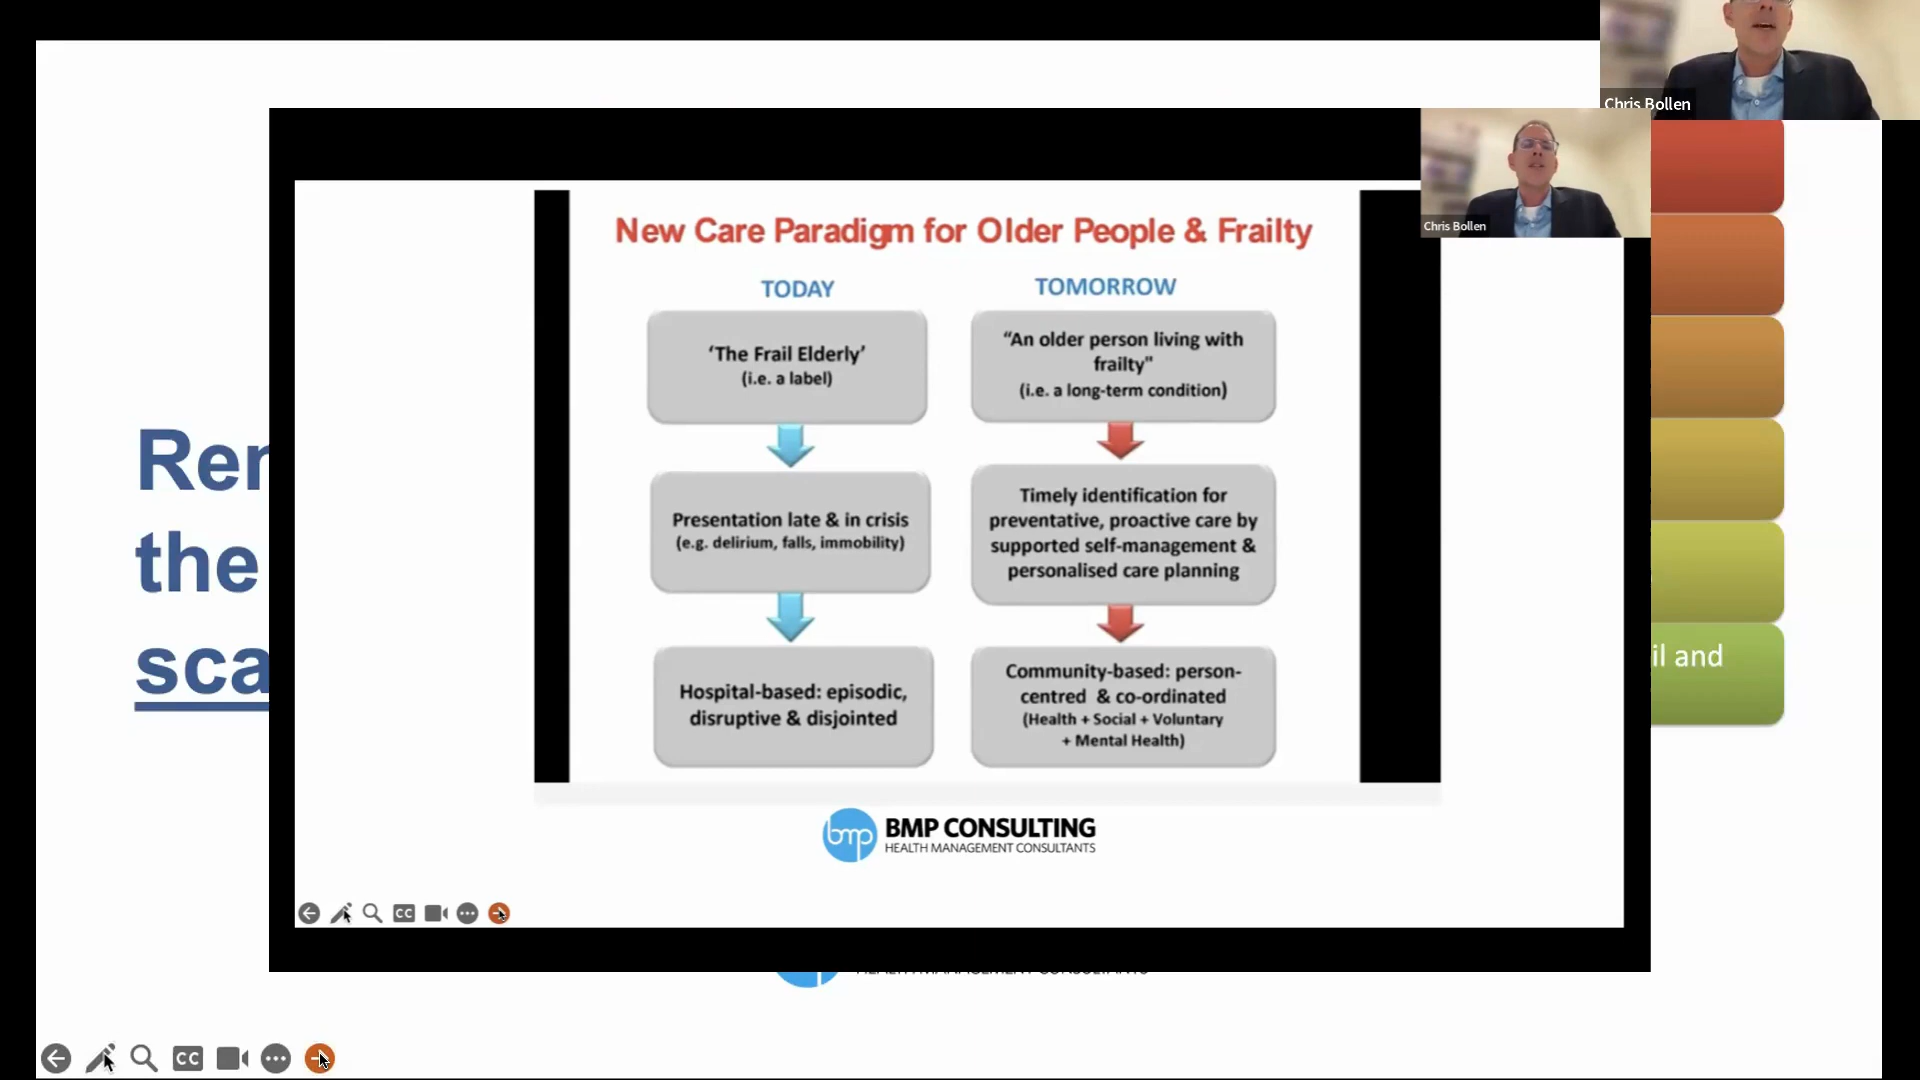 Chris Bollen
Chris Bollen
New Care Paradigm for Older People & Frailty
TODAY
‘The Frail Elderly’
(i.e. a label)
Presentation late & in crisis
(e.g. delirium, falls, immobility)
Hospital-based: episodic,
disruptive & disjointed
TOMORROW
“An older person living with
frailty"
(i.e. a long-term condition)
Timely identification for
preventative, proactive care by
supported self-management &
personalised care planning
Community-based: person-
centred & co-ordinated
(Health + Social + Voluntary
+ Mental Health)
bmp
BMP CONSULTING
HEALTH MANAGEMENT CONSULTANTS
CC
the
and
CC